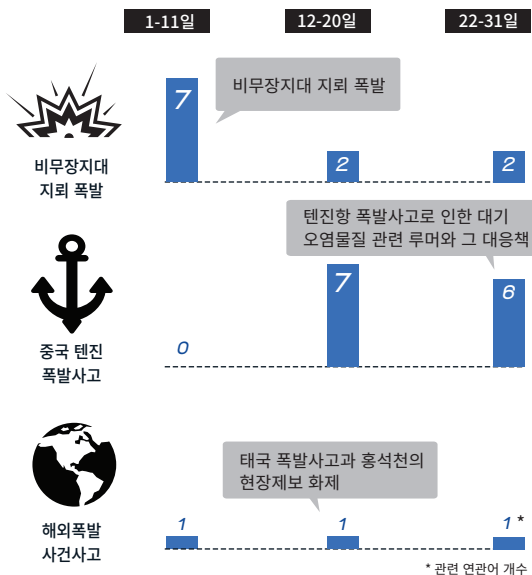 1-11일 12-20일 22-31일
비무장지대 지뢰 폭발
7
2
2
비무장지대
지뢰 폭발
텐진항 폭발사고로 인한 대기
오염물질 관련 루머와 그 대응책
0
7
6
중국 텐진
폭발사고
태국 폭발사고과 홍석천의
현장제보 화제
1
1
1 *
해외폭발
사건사고
* 관련 연관어 개수